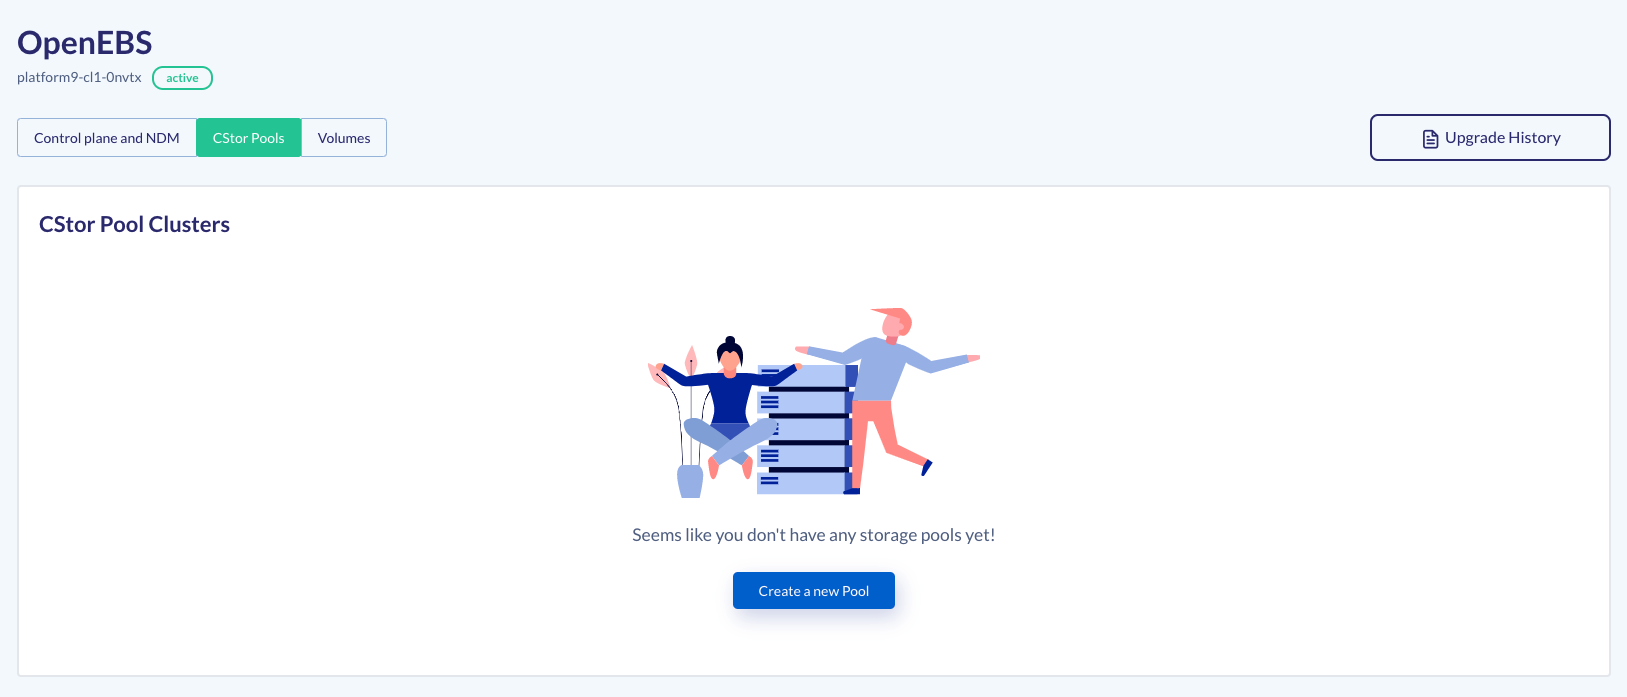 OpenEBS
platform9-cl1-0nvtx active
Control plane and NDM CStor Pools Volumes Upgrade History
CStor Pool Clusters
Seems like you don't have any storage pools yet!
Create a new Pool